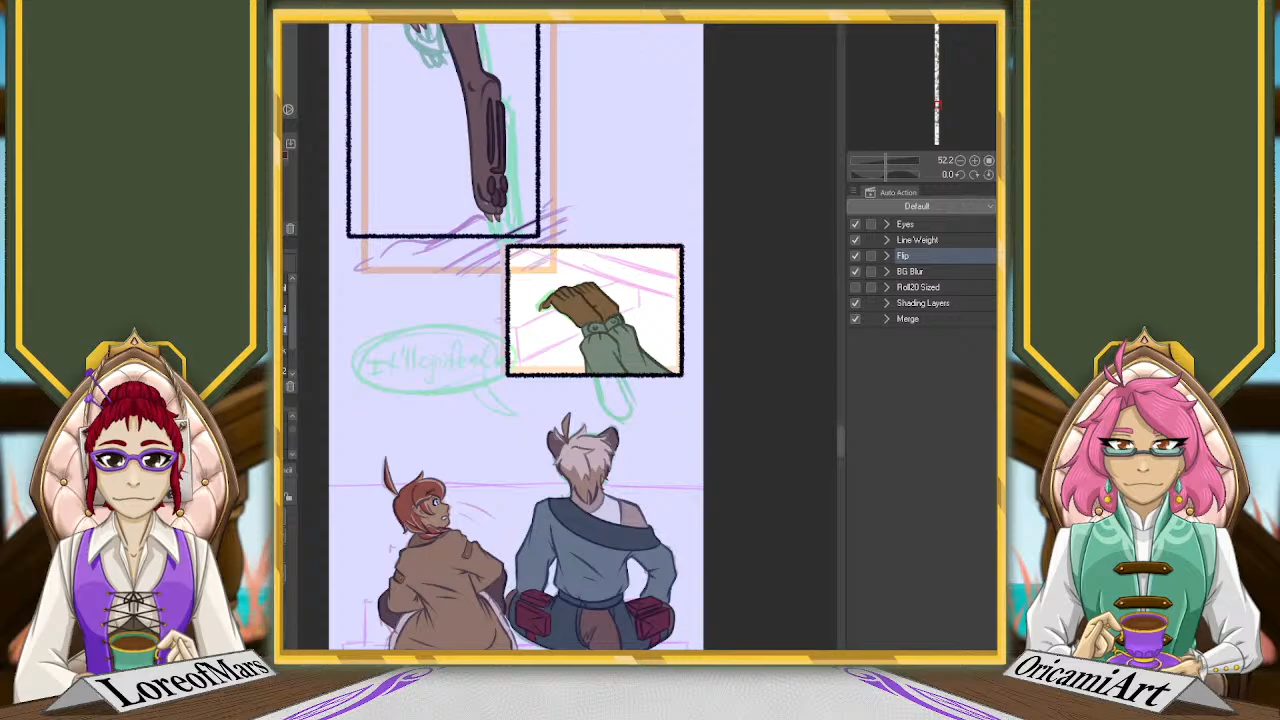 52.2
0.0
Auto Action
Default
Eyes
Line Weight
Flip
BG Blur
Roll20 Sized
Shading Layers
Merge
LoreofMars
OricamiArt